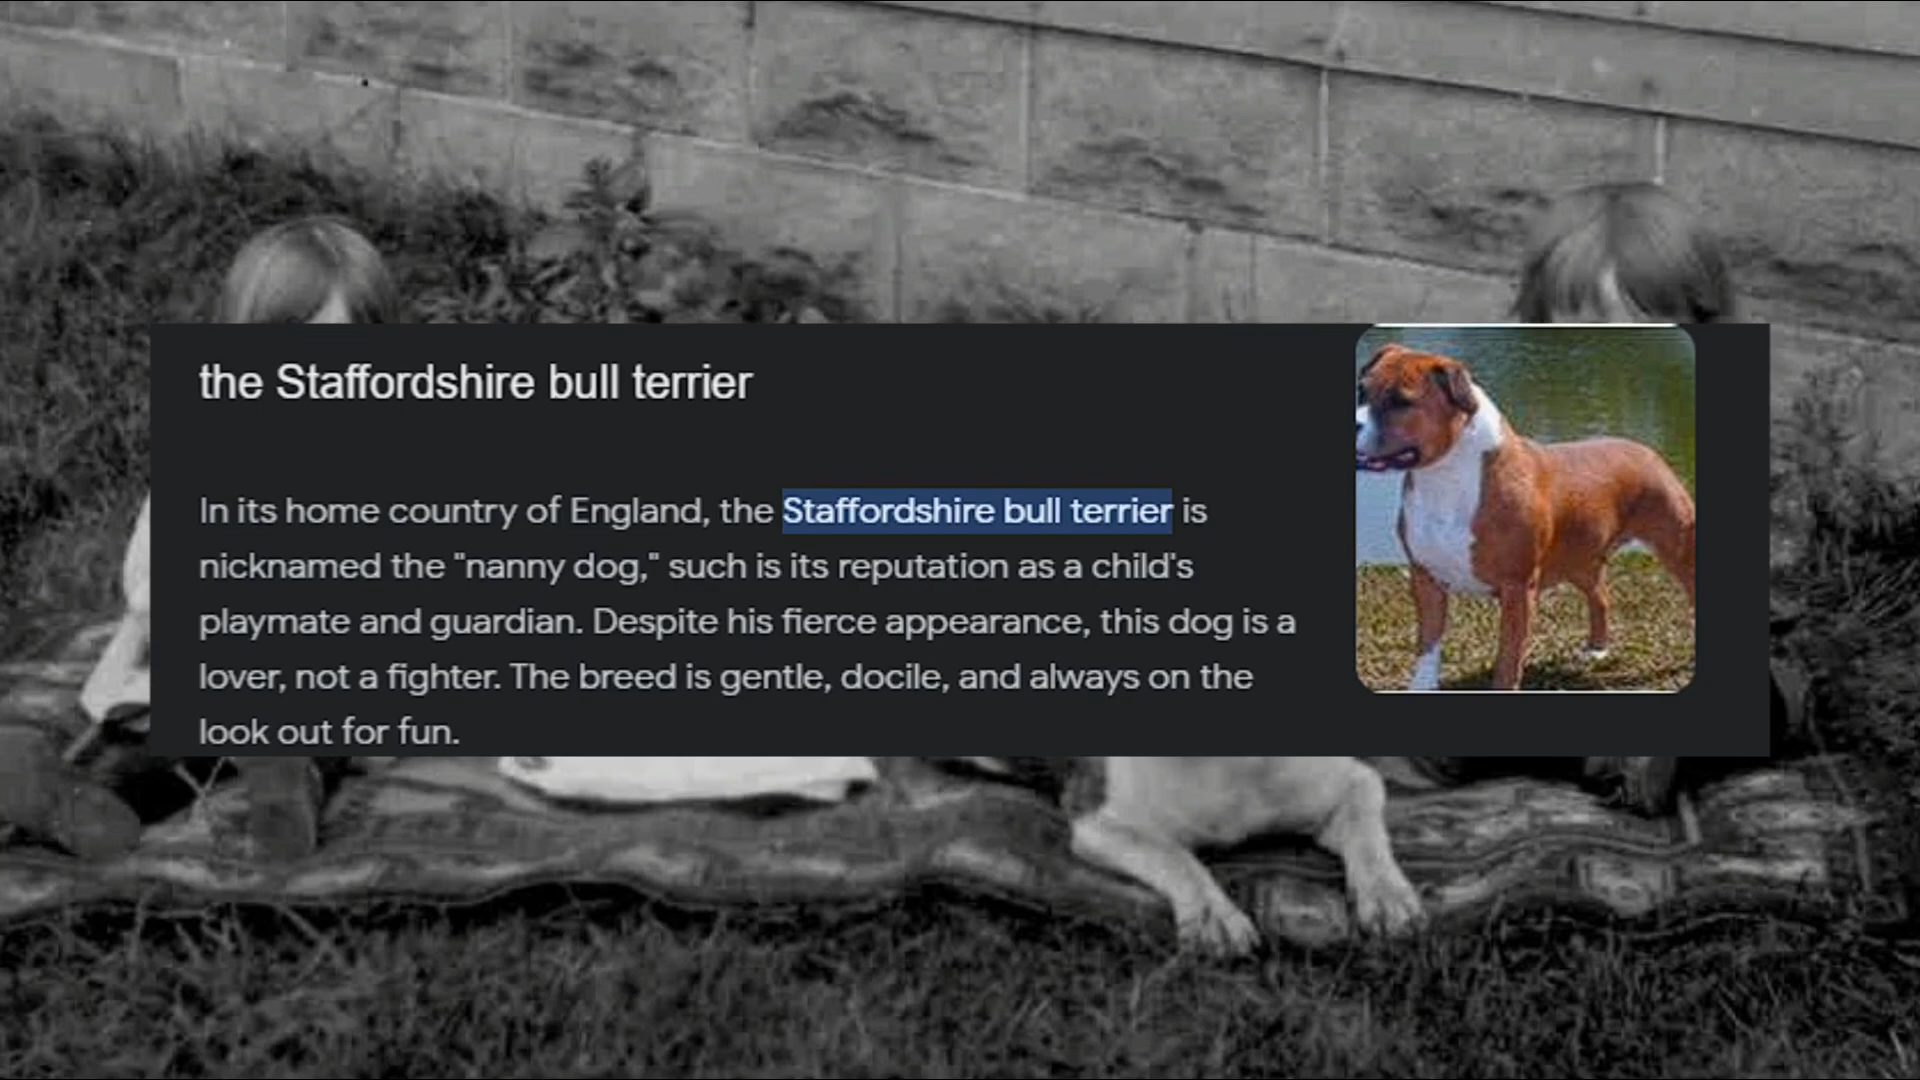 the Staffordshire bull terrier
In its home country of England, the Staffordshire bull terrier is
nicknamed the "nanny dog," such is its reputation as a child's
playmate and guardian. Despite his fierce appearance, this dog is a
lover, not a fighter. The breed is gentle, docile, and always on the
look out for fun.